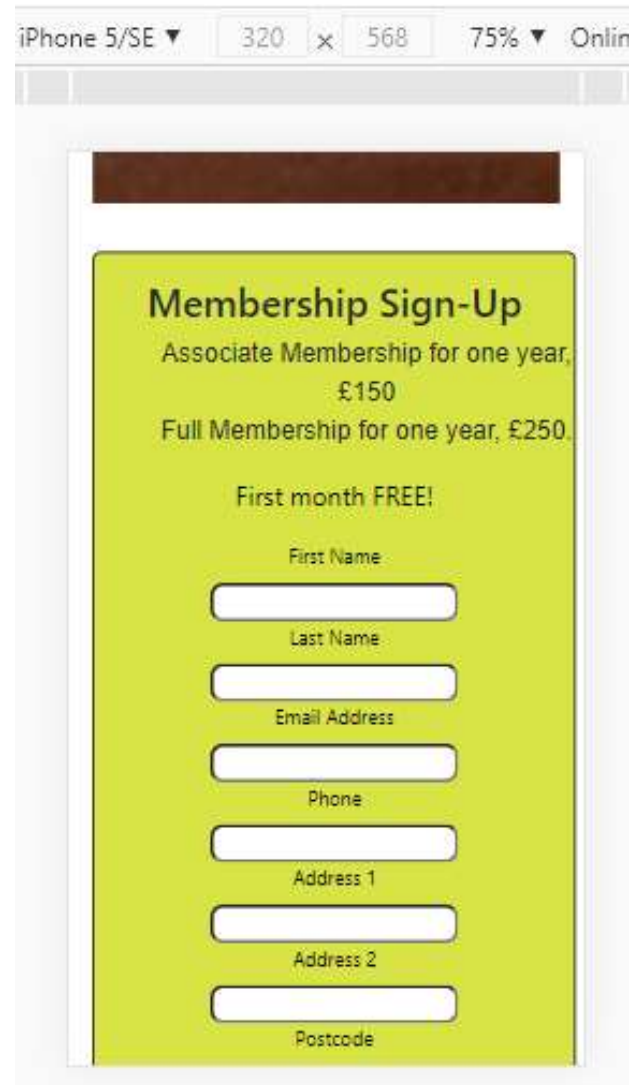 iPhone 5/SE ▼ 320 × 568 75% ▼ Onlin
Membership Sign-Up
Associate Membership for one year,
£150
Full Membership for one year, £250.
First month FREE!
First Name
Last Name
Email Address
Phone
Address 1
Address 2
Postcode